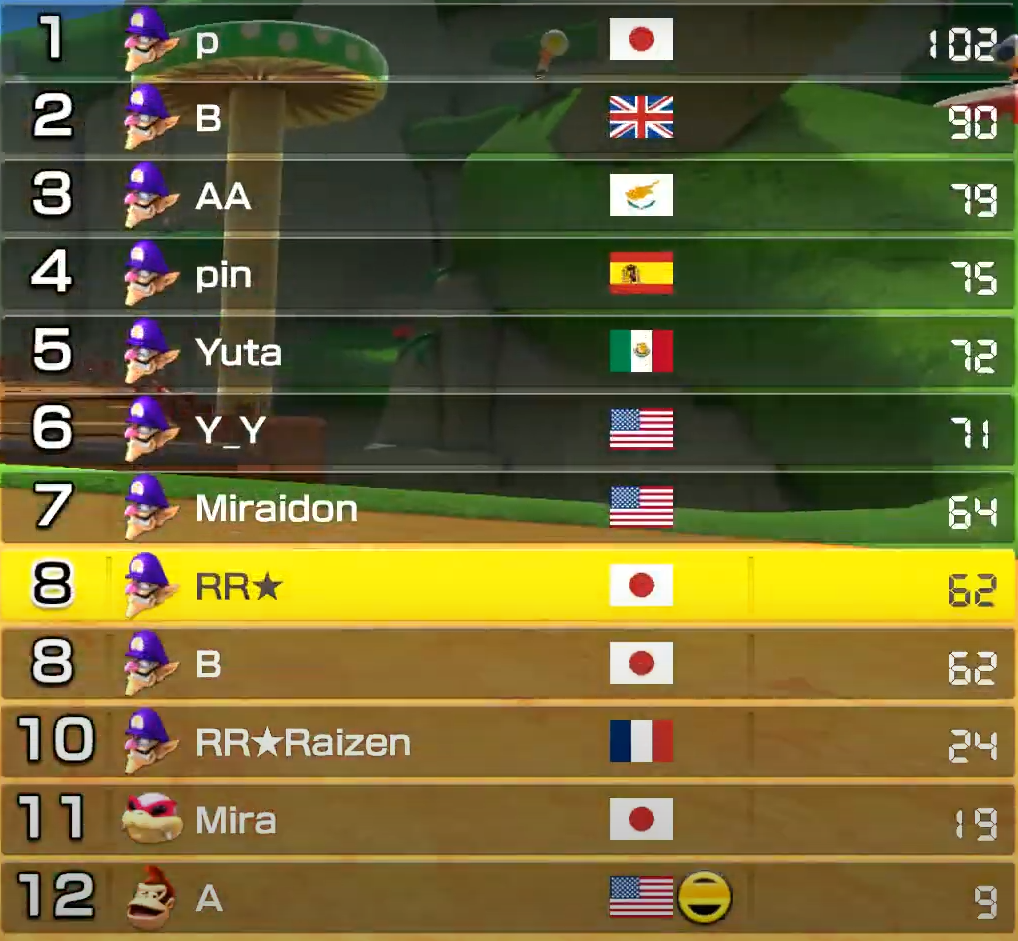 1 p 102
2 B 90
3 AA 79
4 pin 75
5 Yuta 72
6 Y_Y 71
7 Miraidon 64
8 RR★ 62
8 B 62
10 RR★Raizen 24
11 Mira 19
12 A 9